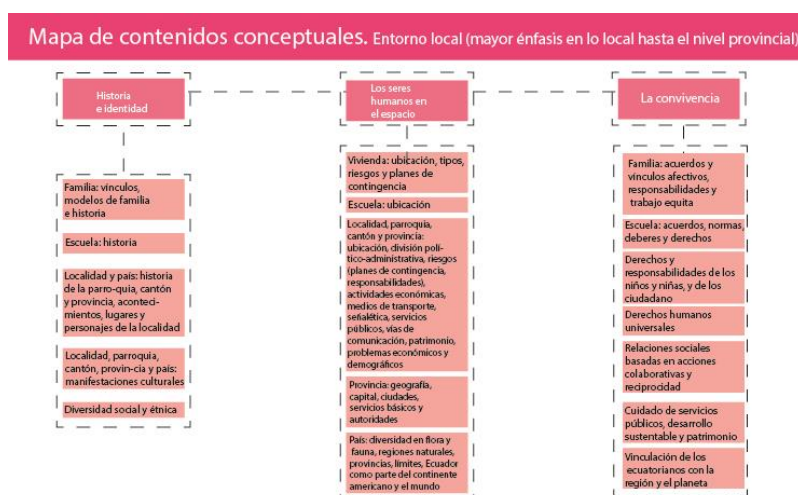 Mapa de contenidos conceptuales. Entorno local (mayor énfasis en lo local hasta el nivel provincial)
Historia
e identidad
Familia: vínculos,
modelos de familia
e historia
Escuela: historia
Localidad y país: historia
de la parro-quia, cantón
y provincia, aconteci-
mientos, lugares y
personajes de la localidad
Localidad, parroquia,
cantón, provin-cia y país:
manifestaciones culturales
Diversidad social y étnica
Los seres
humanos en
el espacio
Vivienda: ubicación, tipos,
riesgos y planes de
contingencia
Escuela: ubicación
Localidad, parroquia,
cantón y provincia:
ubicación, división polí-
tico-administrativa, riesgos
(planes de contingencia,
responsabilidades),
actividades económicas,
medios de transporte,
señalética, servicios
públicos, vías de
comunicación, patrimonio,
problemas económicos y
demográficos
Provincia: geografía,
capital, ciudades,
servicios básicos y
autoridades
País: diversidad en flora y
fauna, regiones naturales,
provincias, límites, Ecuador
como parte del continente
americano y el mundo
La convivencia
Familia: acuerdos y
vínculos afectivos,
responsabilidades y
trabajo equita
Escuela: acuerdos, normas,
deberes y derechos
Derechos y
responsabilidades de los
niños y niñas, y de los
ciudadano
Derechos humanos
universales
Relaciones sociales
basadas en acciones
colaborativas y
reciprocidad
Cuidado de servicios
públicos, desarrollo
sustentable y patrimonio
Vinculación de los
ecuatorianos con la
región y el planeta